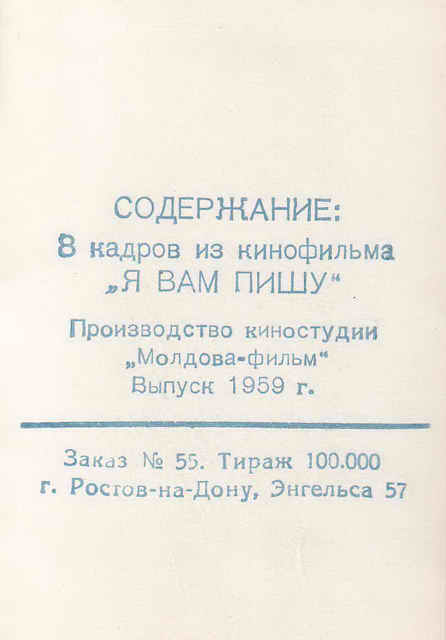 СОДЕРЖАНИЕ:
8 кадров из кинофильма
„Я ВАМ ПИШУ“
Производство киностудии
„Молдова-фильм“
Выпуск 1959 г.
Заказ № 55. Тираж 100.000
г. Ростов-на-Дону, Энгельса 57